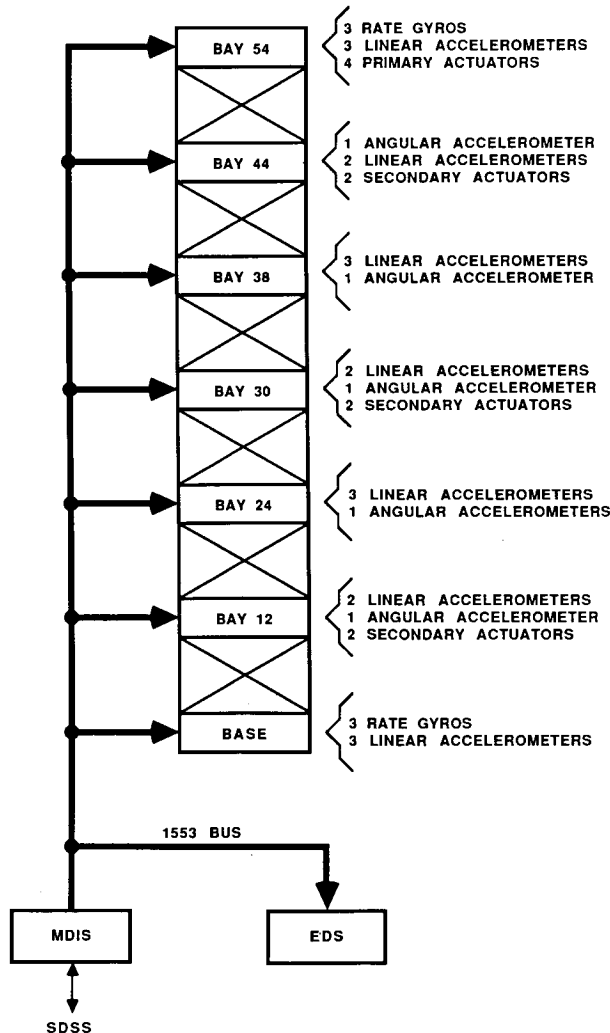 BAY 54
3 RATE GYROS
3 LINEAR ACCELEROMETERS
4 PRIMARY ACTUATORS
BAY 44
1 ANGULAR ACCELEROMETER
2 LINEAR ACCELEROMETERS
2 SECONDARY ACTUATORS
BAY 38
3 LINEAR ACCELEROMETERS
1 ANGULAR ACCELEROMETER
BAY 30
2 LINEAR ACCELEROMETERS
1 ANGULAR ACCELEROMETER
2 SECONDARY ACTUATORS
BAY 24
3 LINEAR ACCELEROMETERS
1 ANGULAR ACCELEROMETERS
BAY 12
2 LINEAR ACCELEROMETERS
1 ANGULAR ACCELEROMETER
2 SECONDARY ACTUATORS
BASE
3 RATE GYROS
3 LINEAR ACCELEROMETERS
1553 BUS
MDIS
EDS
SDSS